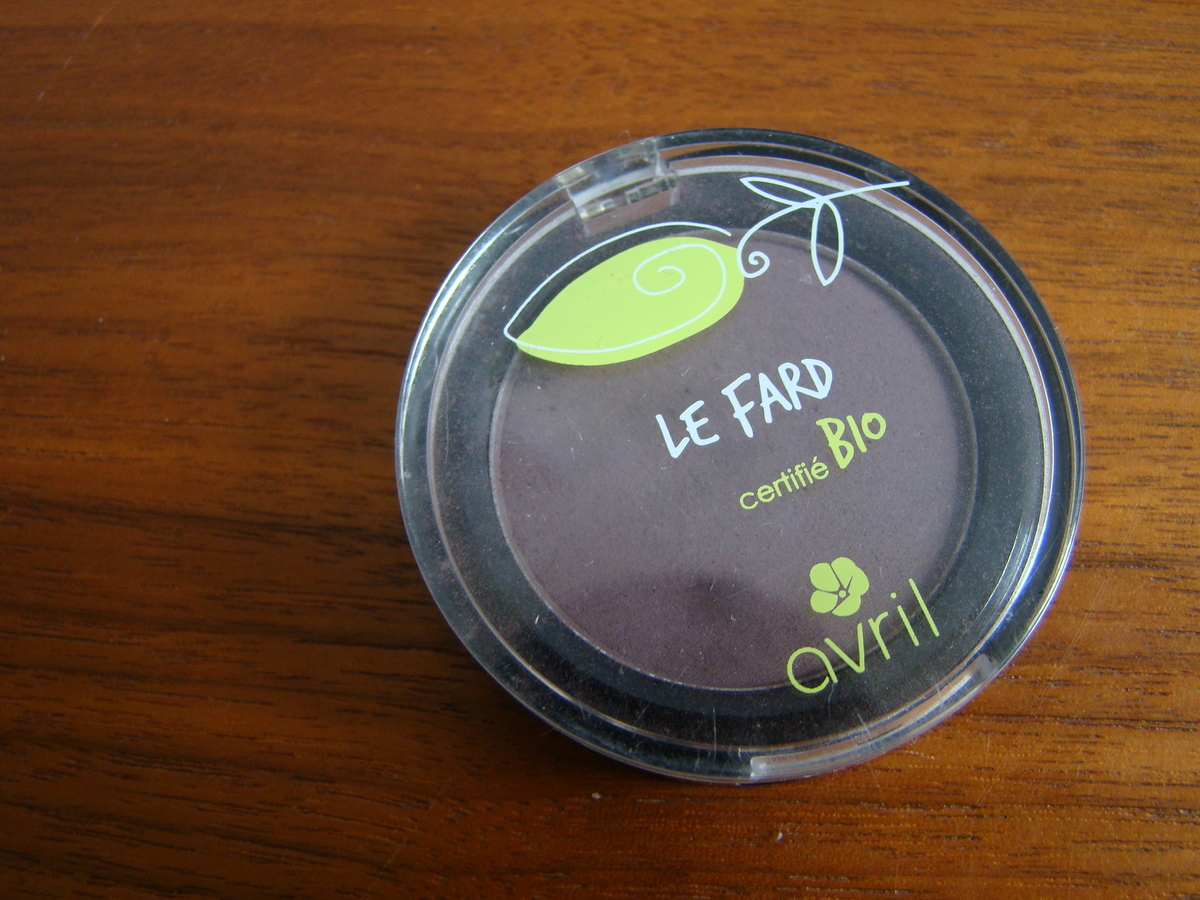 LE FARD
certifié BIO
avril